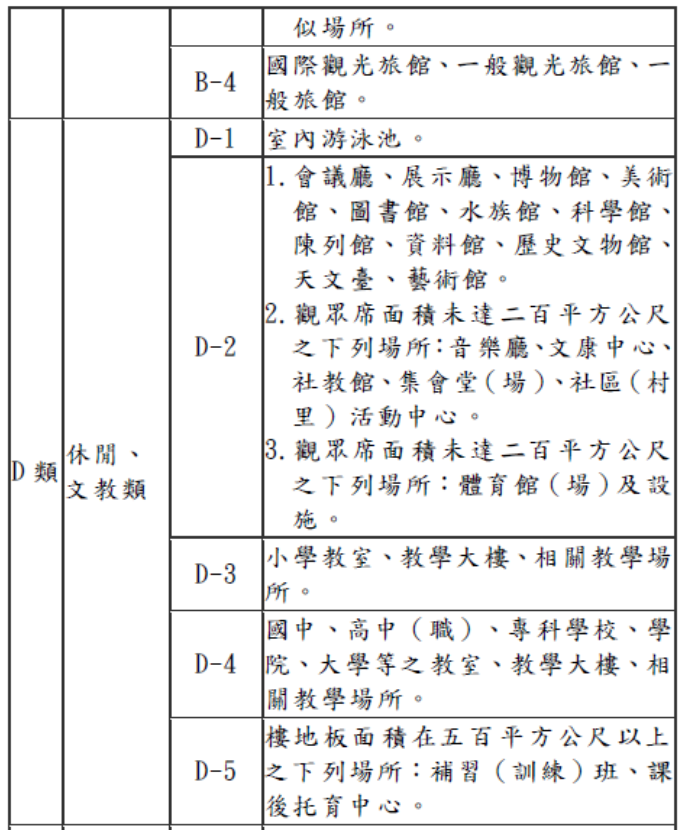 似場所。
B-4
國際觀光旅館、一般觀光旅館、一
般旅館。
D 類
休閒、
文教類
D-1
室內游泳池。
D-2
1. 會議廳、展示廳、博物館、美術
館、圖書館、水族館、科學館、
陳列館、資料館、歷史文物館、
天文臺、藝術館。
2. 觀眾席面積未達二百平方公尺
之下列場所：音樂廳、文康中心、
社教館、集會堂（場）、社區（村
里）活動中心。
3. 觀眾席面積未達二百平方公尺
之下列場所：體育館（場）及設
施。
D-3
小學教室、教學大樓、相關教學場
所。
D-4
國中、高中（職）、專科學校、學
院、大學等之教室、教學大樓、相
關教學場所。
D-5
樓地板面積在五百平方公尺以上
之下列場所：補習（訓練）班、課
後托育中心。